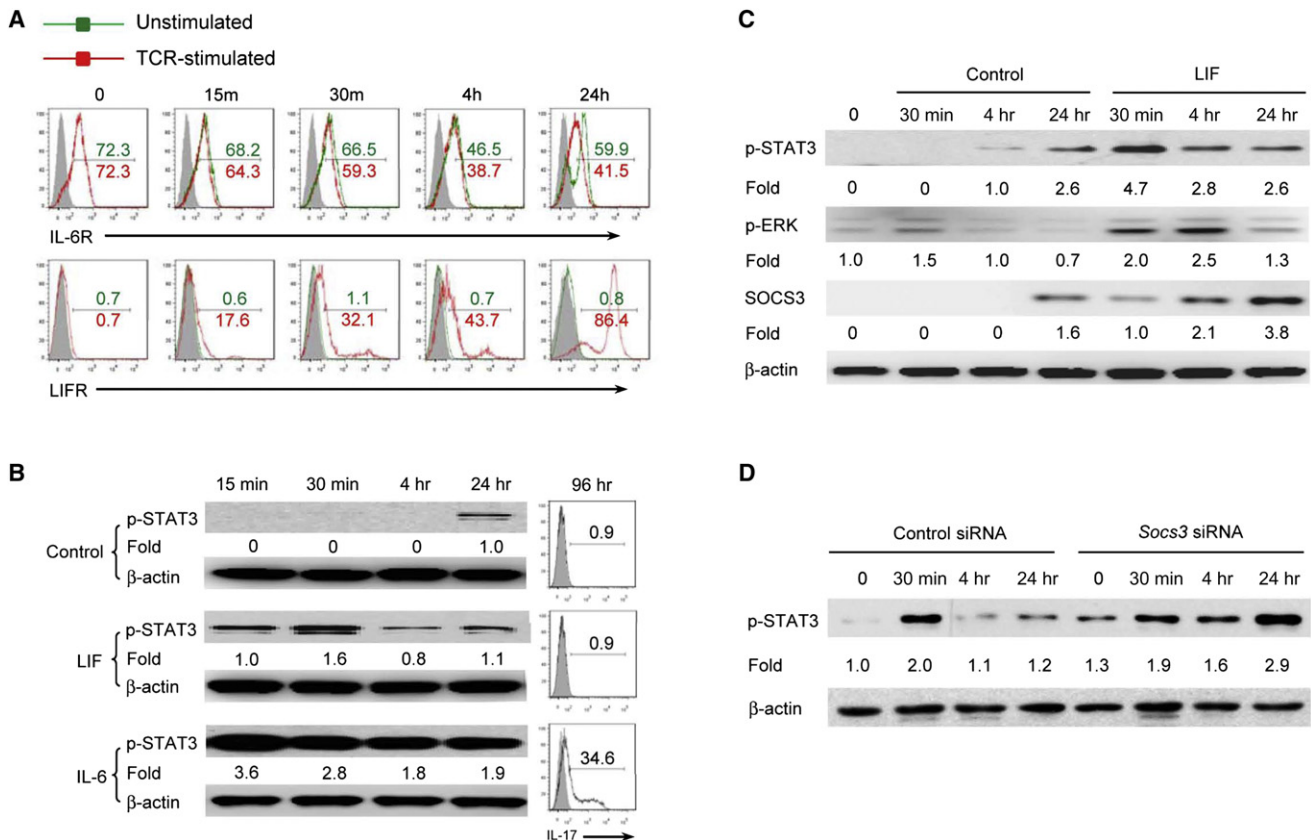 A
Unstimulated
TCR-stimulated
0 15m 30m 4h 24h
72.3 68.2 66.5 46.5 59.9
72.3 64.3 59.3 38.7 41.5
IL-6R
0.7 0.6 1.1 0.7 0.8
0.7 17.6 32.1 43.7 86.4
LIFR
B
15 min 30 min 4 hr 24 hr 96 hr
Control
p-STAT3
Fold 0 0 0 1.0
β-actin
0.9
LIF
p-STAT3
Fold 1.0 1.6 0.8 1.1
β-actin
0.9
IL-6
p-STAT3
Fold 3.6 2.8 1.8 1.9
β-actin
34.6
IL-17
C
Control LIF
0 30 min 4 hr 24 hr 30 min 4 hr 24 hr
p-STAT3
Fold 0 0 1.0 2.6 4.7 2.8 2.6
p-ERK
Fold 1.0 1.5 1.0 0.7 2.0 2.5 1.3
SOCS3
Fold 0 0 0 1.6 1.0 2.1 3.8
β-actin
D
Control siRNA Socs3 siRNA
0 30 min 4 hr 24 hr 0 30 min 4 hr 24 hr
p-STAT3
Fold 1.0 2.0 1.1 1.2 1.3 1.9 1.6 2.9
β-actin